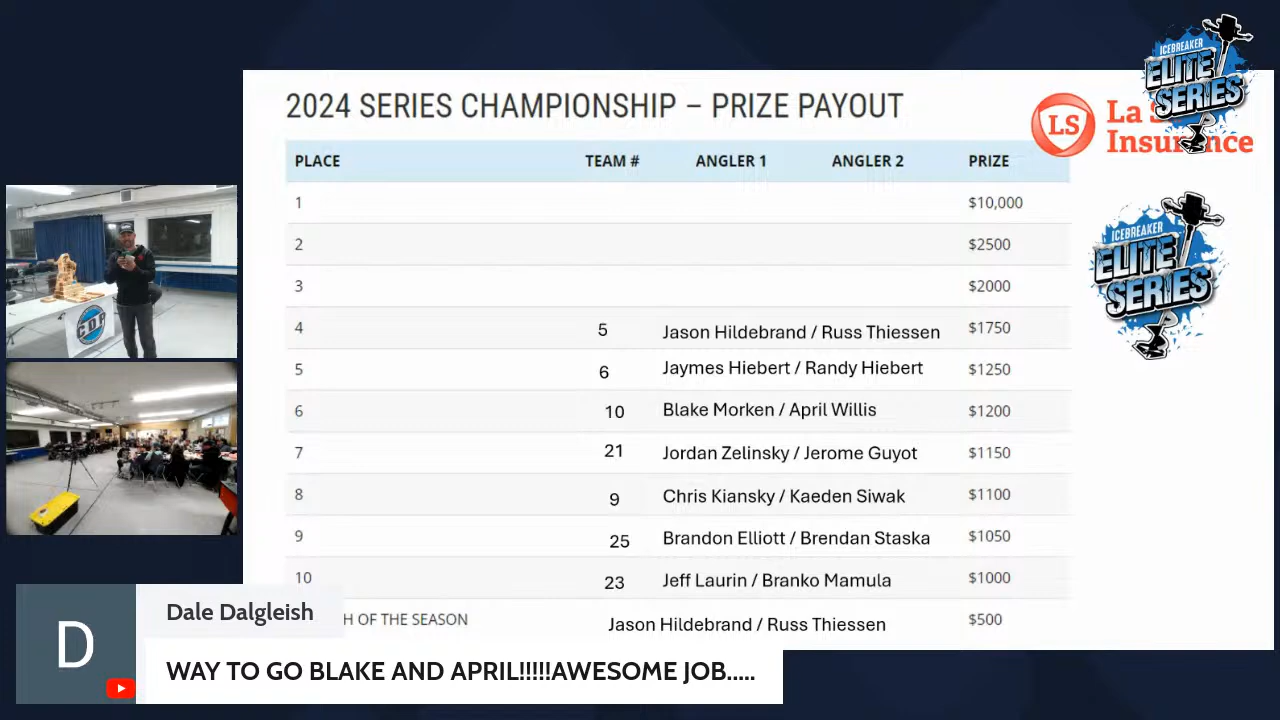 2024 SERIES CHAMPIONSHIP – PRIZE PAYOUT
ICEBREAKER
ELITE
SERIES
LS
La
Insurance
PLACE TEAM # ANGLER 1 ANGLER 2 PRIZE
1 $10,000
2 $2500
3 $2000
4 5 Jason Hildebrand / Russ Thiessen $1750
5 6 Jaymes Hiebert / Randy Hiebert $1250
6 10 Blake Morken / April Willis $1200
7 21 Jordan Zelinsky / Jerome Guyot $1150
8 9 Chris Kiansky / Kaeden Siwak $1100
9 25 Brandon Elliott / Brendan Staska $1050
10 23 Jeff Laurin / Branko Mamula $1000
H OF THE SEASON Jason Hildebrand / Russ Thiessen $500
ICEBREAKER
ELITE
SERIES
CDP
D
Dale Dalgleish
WAY TO GO BLAKE AND APRIL!!!!!AWESOME JOB.....